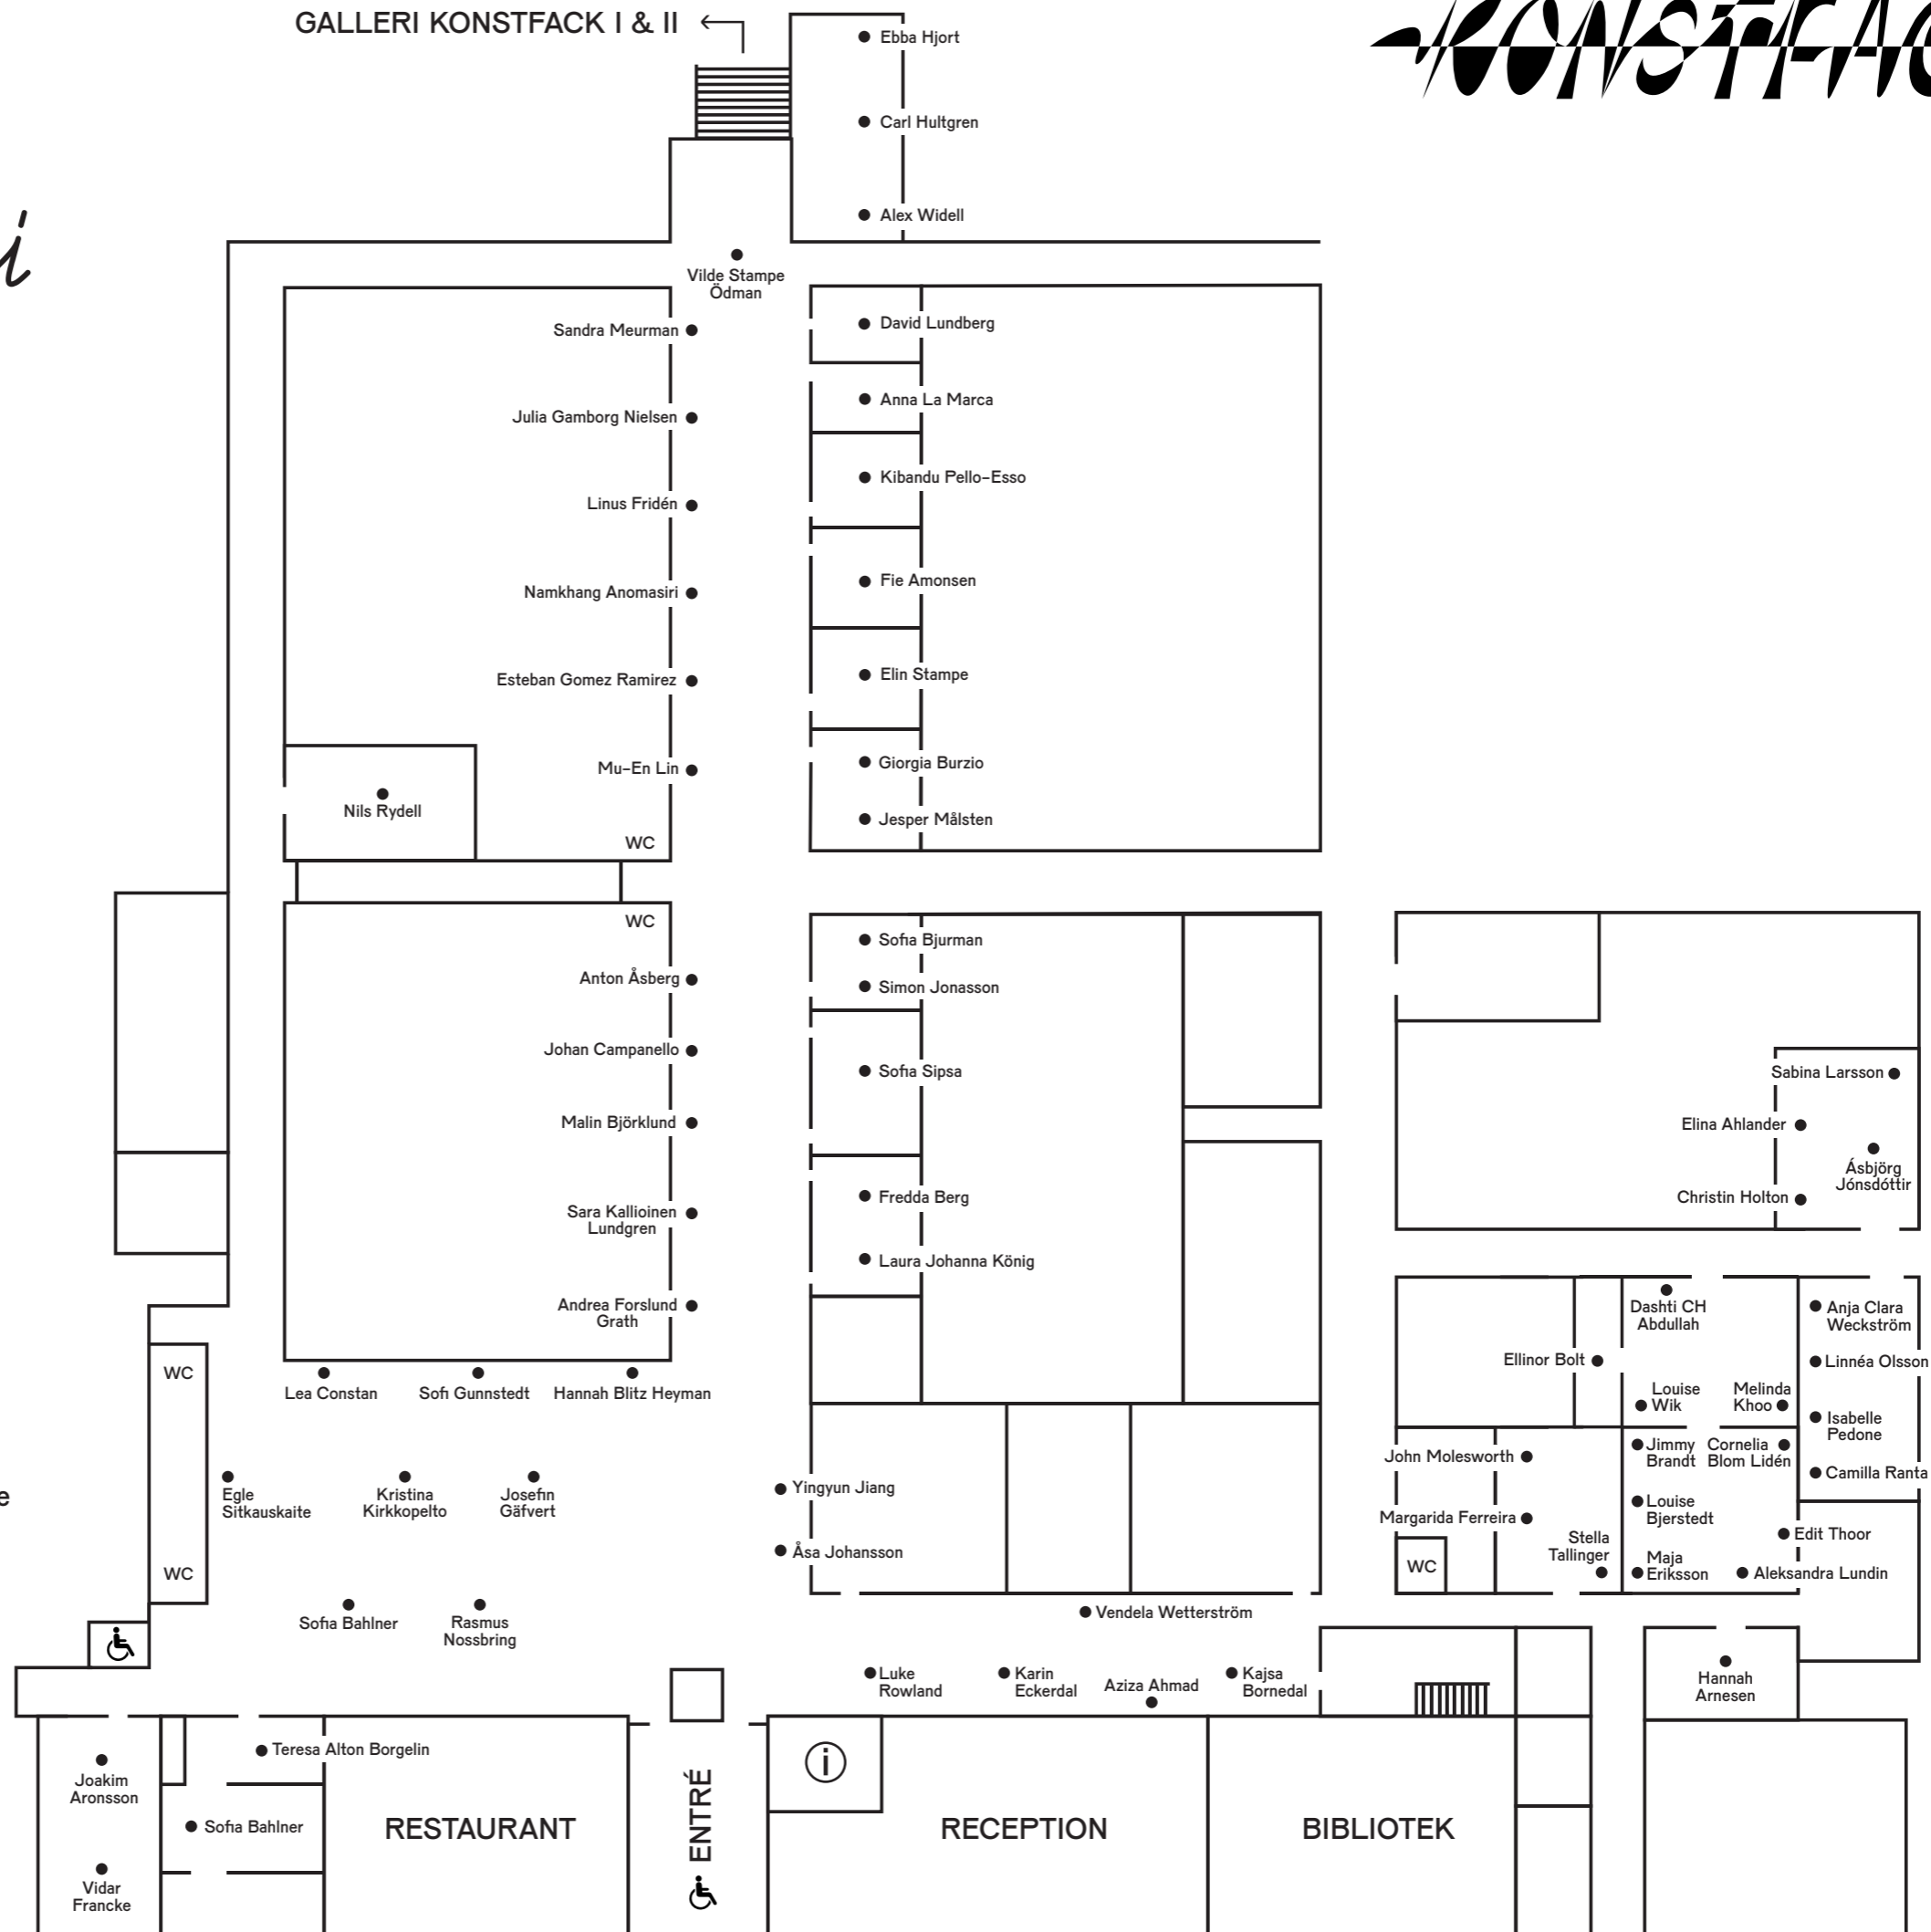 GALLERI KONSTFACK I & II
KONSTFAC
i
Ebba Hjort
Carl Hultgren
Alex Widell
Vilde Stampe
Ödman
Sandra Meurman
Julia Gamborg Nielsen
Linus Fridén
Namkhang Anomasiri
Esteban Gomez Ramirez
Mu-En Lin
Nils Rydell
WC
David Lundberg
Anna La Marca
Kibandu Pello-Esso
Fie Amonsen
Elin Stampe
Giorgia Burzio
Jesper Målsten
WC
Anton Åsberg
Johan Campanello
Malin Björklund
Sara Kallioinen
Lundgren
Andrea Forslund
Grath
Sofia Bjurman
Simon Jonasson
Sofia Sipsa
Fredda Berg
Laura Johanna König
Sabina Larsson
Elina Ahlander
Ásbjörg
Jónsdóttir
Christin Holton
Dashti CH
Abdullah
Anja Clara
Weckström
Ellinor Bolt
Linnéa Olsson
Louise
Wik
Melinda
Khoo
Isabelle
Pedone
John Molesworth
Jimmy
Brandt
Cornelia
Blom Lidén
Camilla Ranta
Margarida Ferreira
Louise
Bjerstedt
Stella
Tallinger
Edit Thoor
WC
Maja
Eriksson
Aleksandra Lundin
Hannah
Arnesen
WC
Lea Constan
Sofi Gunnstedt
Hannah Blitz Heyman
e
Egle
Sitkauskaite
Kristina
Kirkkopelto
Josefin
Gäfvert
Yingyun Jiang
Åsa Johansson
WC
Sofia Bahlner
Rasmus
Nossbring
Vendela Wetterström
Luke
Rowland
Karin
Eckerdal
Aziza Ahmad
Kajsa
Bornedal
Teresa Alton Borgelin
Joakim
Aronsson
Sofia Bahlner
Vidar
Francke
RESTAURANT
ENTRÉ
i
RECEPTION
BIBLIOTEK